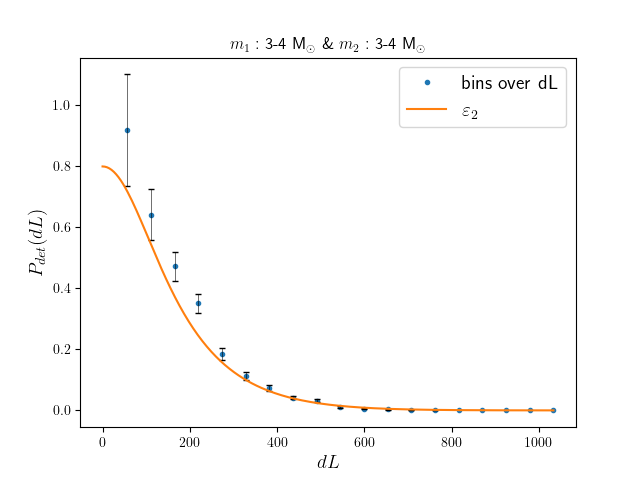 m₁ : 3-4 M⊙ & m₂ : 3-4 M⊙
bins over dL
ε₂
P_det(dL)
1.0
0.8
0.6
0.4
0.2
0.0
0 200 400 600 800 1000
dL